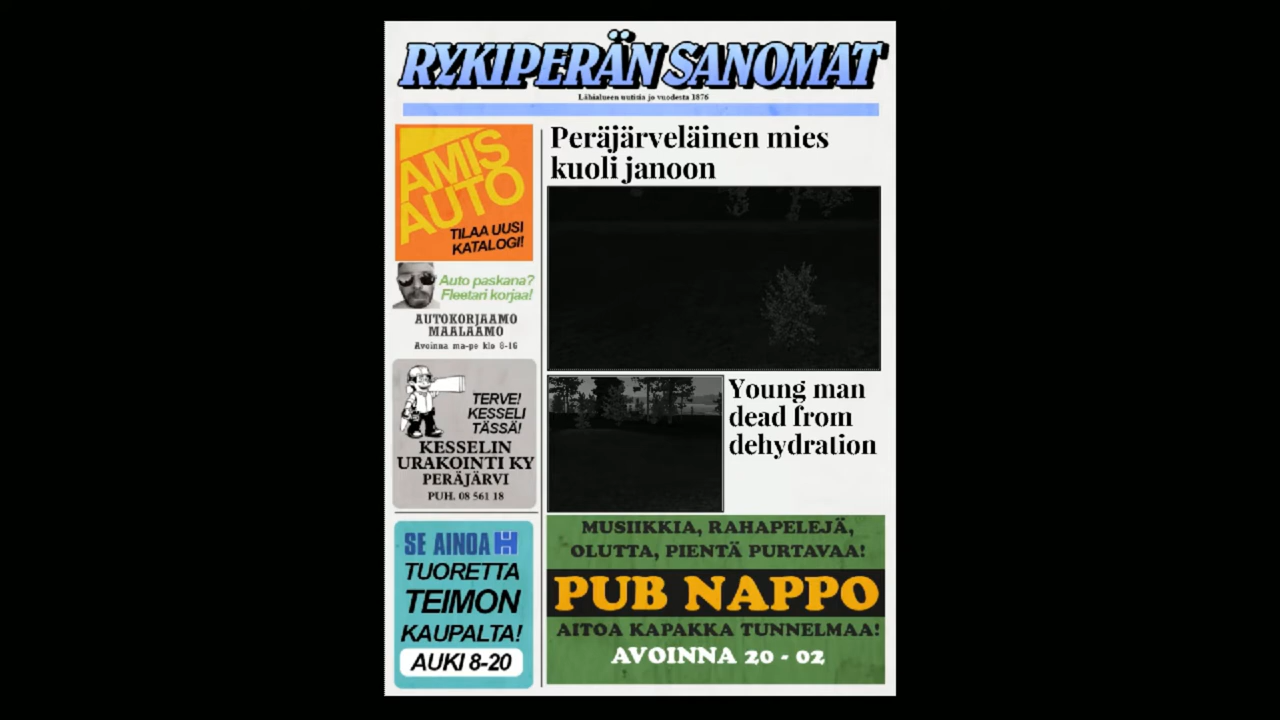 RYKIPERÄN SANOMAT
Lähialueen uutisia jo vuodesta 1876
AMIS
AUTO
TILAA UUSI
KATALOGI!
Auto paskana?
Fleetari korjaa!
AUTOKORJAAMO
MAALAAMO
Avoinna ma-pe klo 8-16
TERVE!
KESSELI
TÄSSÄ!
KESSELIN
URAKOINTI KY
PERÄJÄRVI
PUH. 08 561 18
SE AINOA H
TUORETTA
TEIMON
KAUPALTA!
AUKI 8-20
Peräjärveläinen mies
kuoli janoon
Young man
dead from
dehydration
MUSIIKKIA, RAHAPELEJÄ,
OLUTTA, PIENTÄ PURTAVAA!
PUB NAPPO
AITOA KAPAKKA TUNNELMAA!
AVOINNA 20 - 02